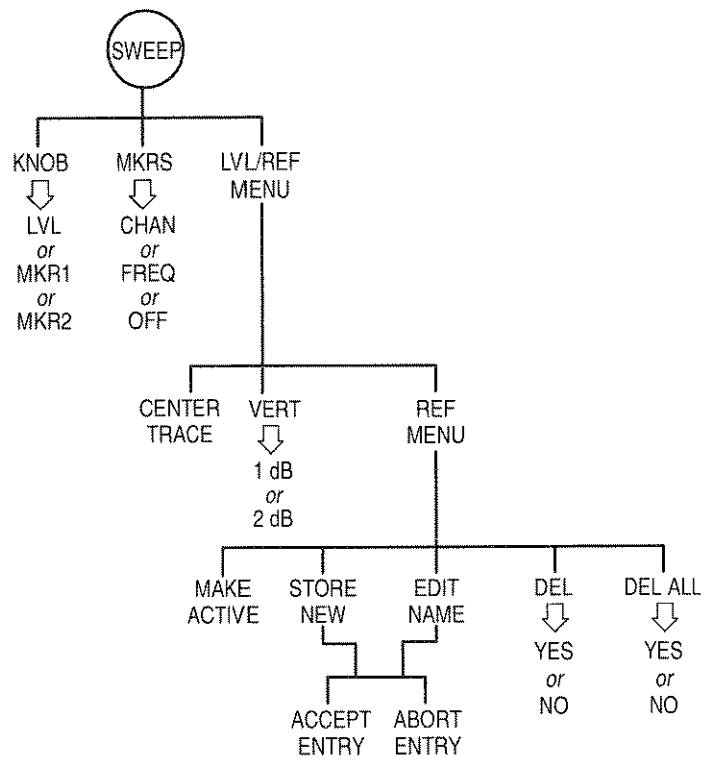 SWEEP
KNOB MKRS LVL/REF
MENU
LVL CHAN
or or
MKR1 FREQ
or or
MKR2 OFF
CENTER VERT REF
TRACE MENU
1 dB
or
2 dB
MAKE STORE EDIT DEL DEL ALL
ACTIVE NEW NAME
YES YES
or or
NO NO
ACCEPT ABORT
ENTRY ENTRY